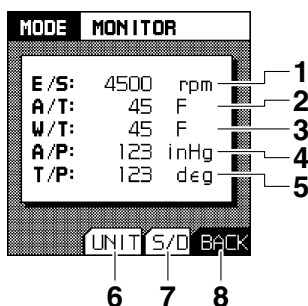 MODE MONITOR
E/S: 4500 rpm 1
A/T: 45 F 2
W/T: 45 F 3
A/P: 123 inHg 4
T/P: 123 deg 5
UNIT S/D BACK
6 7 8